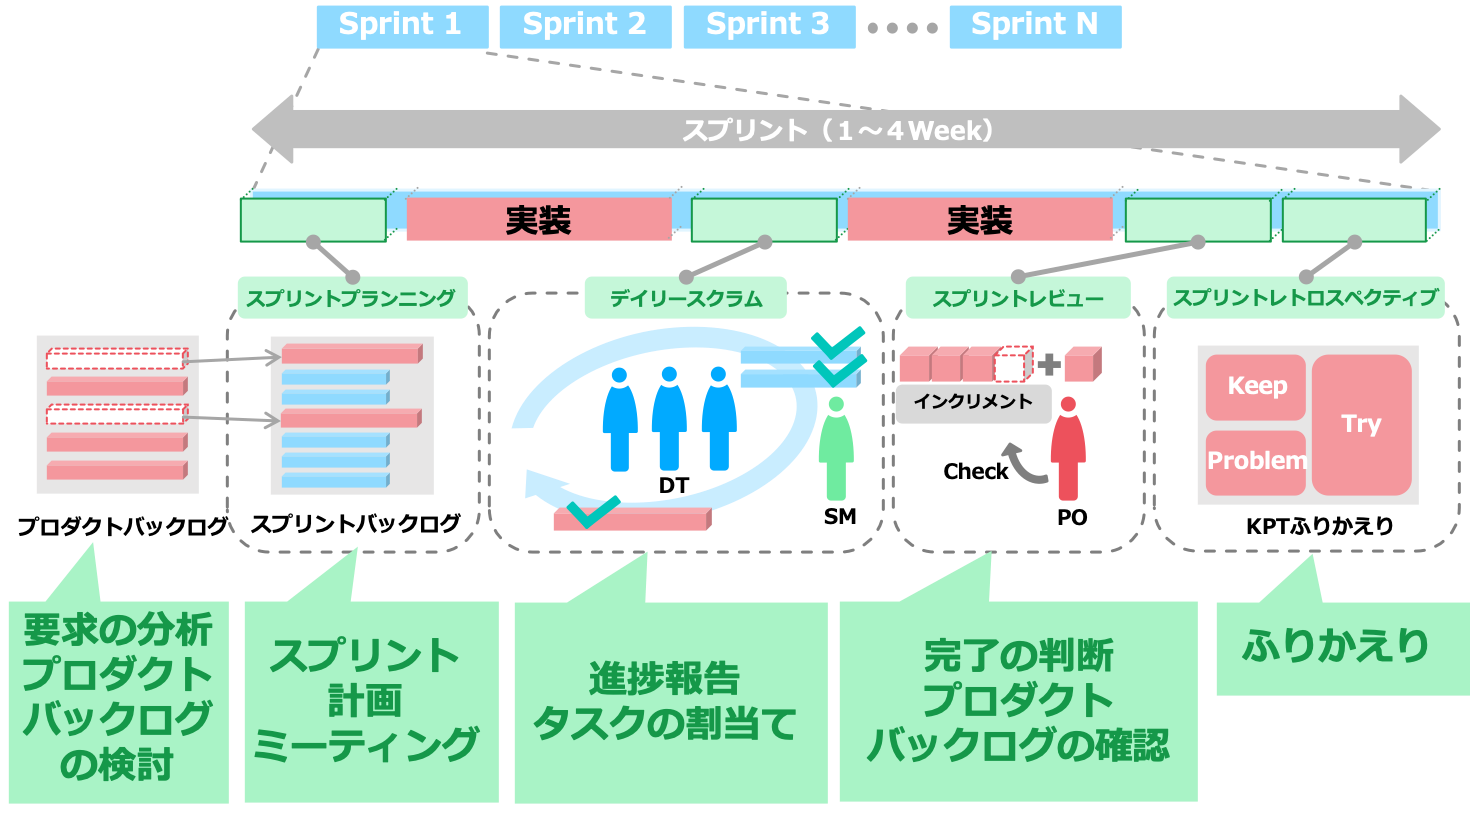 Sprint 1
Sprint 2
Sprint 3
Sprint N
スプリント（１～４Week）
実装
実装
スプリントプランニング
デイリースクラム
スプリントレビュー
スプリントレトロスペクティブ
プロダクトバックログ
スプリントバックログ
DT
SM
インクリメント
Check
PO
Keep
Problem
Try
KPTふりかえり
要求の分析
プロダクト
バックログ
の検討
スプリント
計画
ミーティング
進捗報告
タスクの割当て
完了の判断
プロダクト
バックログの確認
ふりかえり